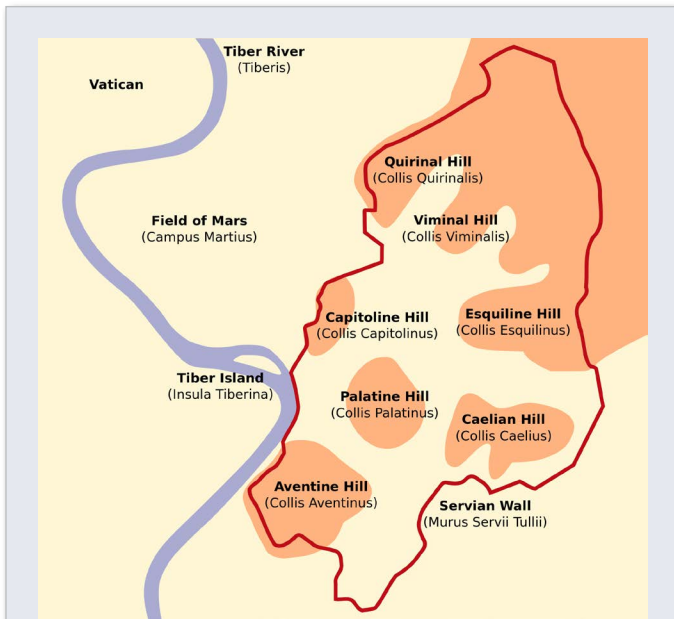 Tiber River
(Tiberis)
Vatican
Quirinal Hill
(Collis Quirinalis)
Field of Mars
(Campus Martius)
Viminal Hill
(Collis Viminalis)
Capitoline Hill
(Collis Capitolinus)
Esquiline Hill
(Collis Esquilinus)
Tiber Island
(Insula Tiberina)
Palatine Hill
(Collis Palatinus)
Caelian Hill
(Collis Caelius)
Aventine Hill
(Collis Aventinus)
Servian Wall
(Murus Servii Tullii)